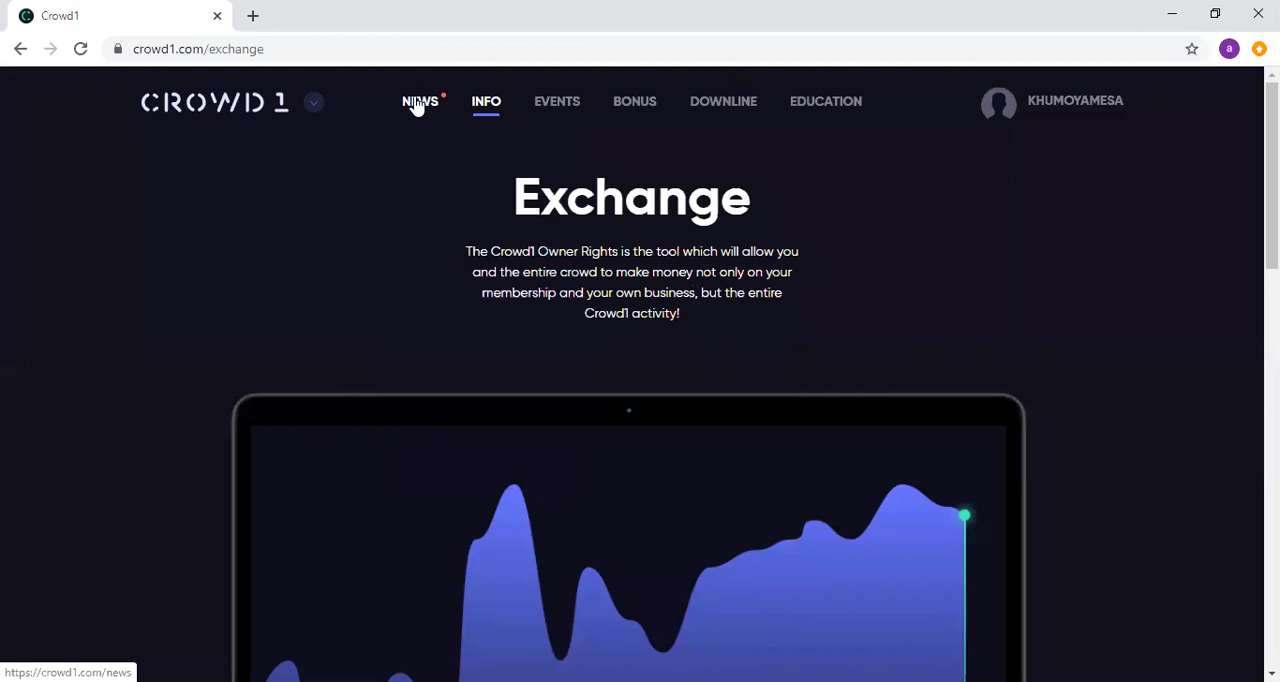 Crowd1
crowd1.com/exchange
a
CROWD 1
NEWS
INFO
EVENTS
BONUS
DOWNLINE
EDUCATION
KHUMOYAMESA
Exchange
The Crowd1 Owner Rights is the tool which will allow you
and the entire crowd to make money not only on your
membership and your own business, but the entire
Crowd1 activity!
https://crowd1.com/news